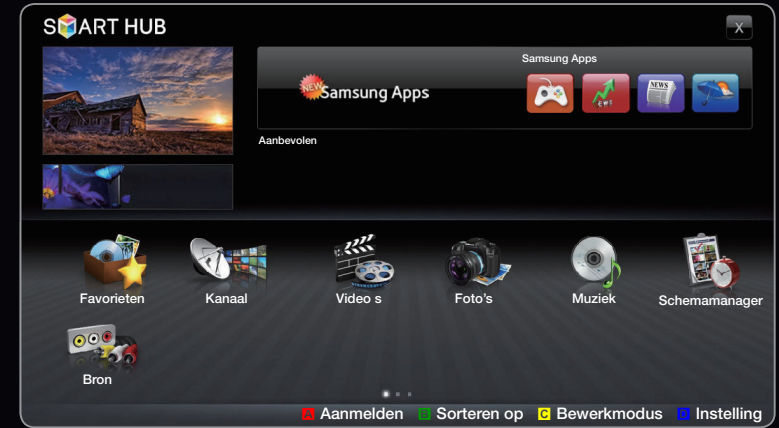 SMART HUB
X
Samsung Apps
NEW Samsung Apps
NEWS
Aanbevolen
Favorieten Kanaal Video s Foto's Muziek Schemamanager
Bron
A Aanmelden B Sorteren op C Bewerkmodus D Instelling